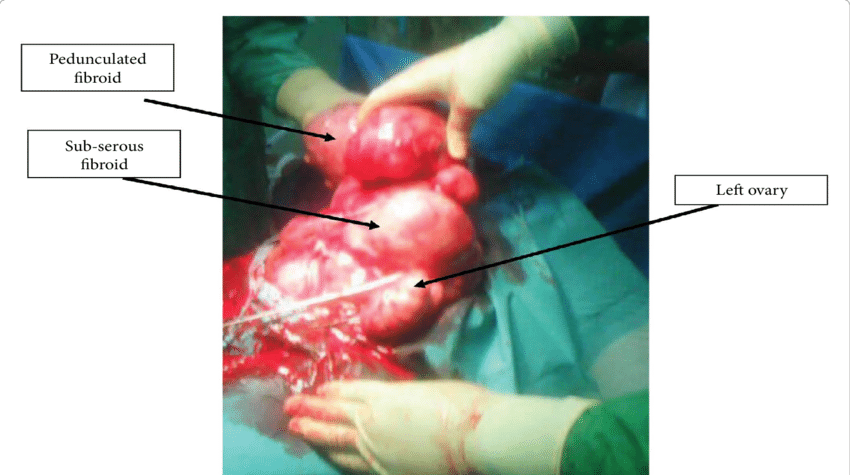 Pedunculated
fibroid
Sub-serous
fibroid
Left ovary